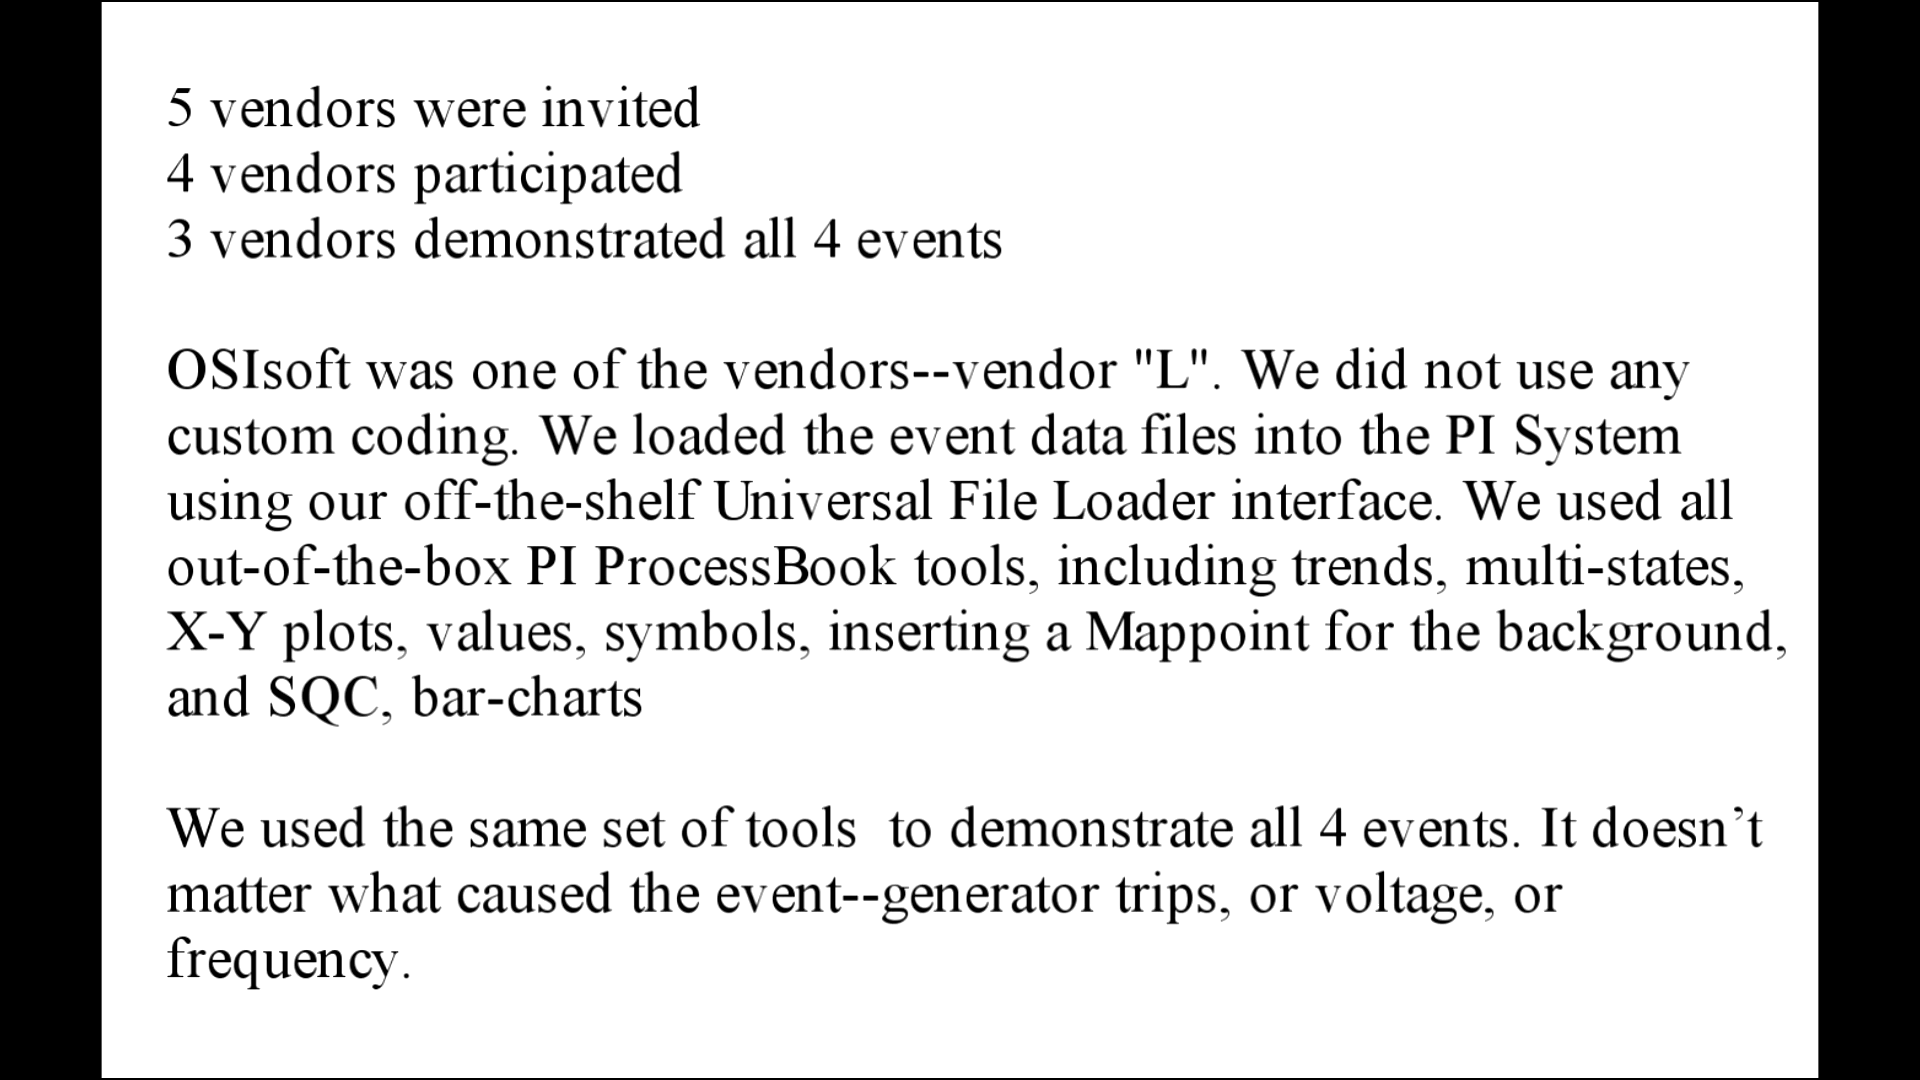 5 vendors were invited
4 vendors participated
3 vendors demonstrated all 4 events
OSIsoft was one of the vendors--vendor "L". We did not use any
custom coding. We loaded the event data files into the PI System
using our off-the-shelf Universal File Loader interface. We used all
out-of-the-box PI ProcessBook tools, including trends, multi-states,
X-Y plots, values, symbols, inserting a Mappoint for the background,
and SQC, bar-charts
We used the same set of tools  to demonstrate all 4 events. It doesn’t
matter what caused the event--generator trips, or voltage, or
frequency.